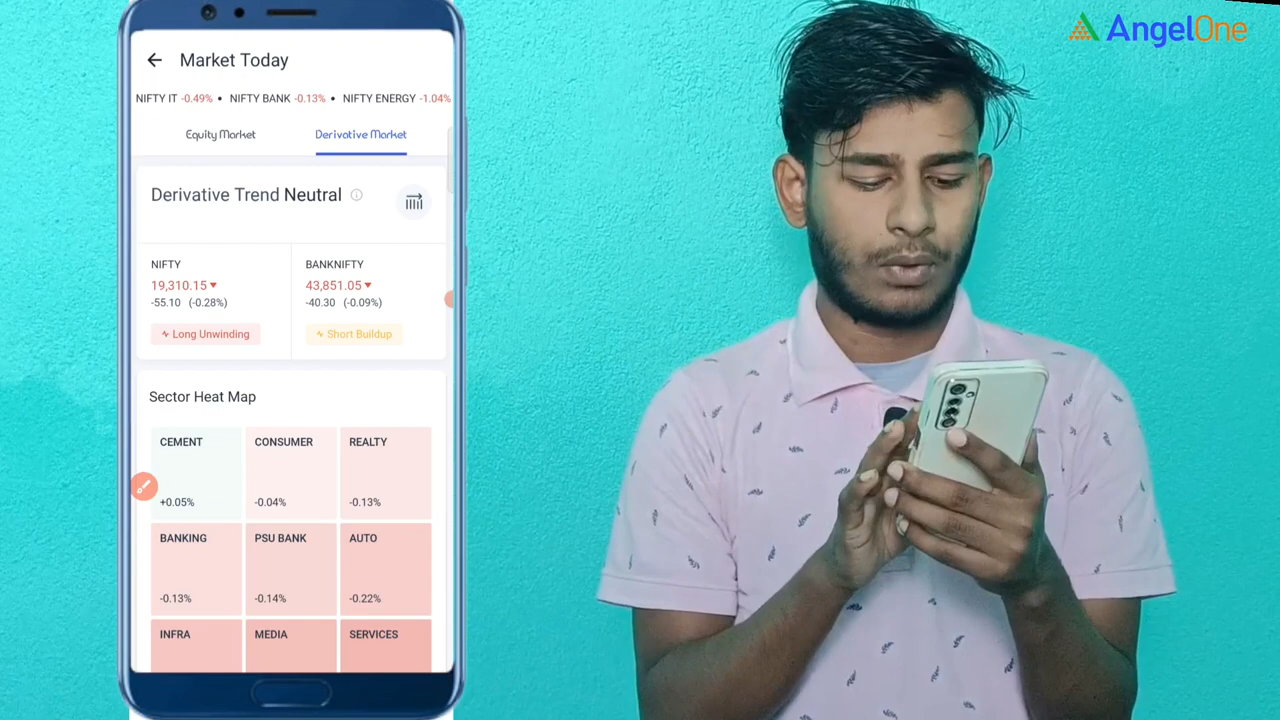 AngelOne
Market Today
NIFTY IT -0.49% • NIFTY BANK -0.13% • NIFTY ENERGY -1.04%
Equity Market Derivative Market
Derivative Trend Neutral
NIFTY BANKNIFTY
19,310.15 43,851.05
-55.10 (-0.28%) -40.30 (-0.09%)
Long Unwinding Short Buildup
Sector Heat Map
CEMENT CONSUMER REALTY
+0.05% -0.04% -0.13%
BANKING PSU BANK AUTO
-0.13% -0.14% -0.22%
INFRA MEDIA SERVICES